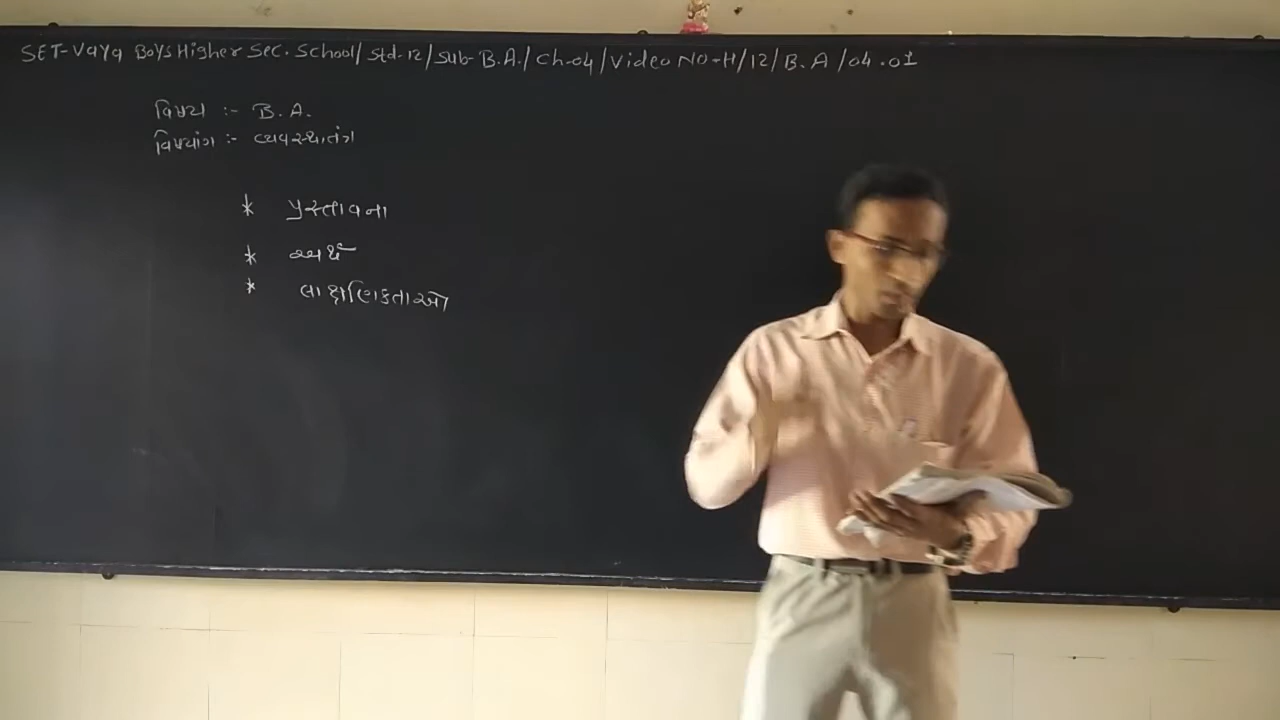 SET-Vaya Boys Higher Sec. School/ Std-12/ Sub-B.A./ Ch-04/ Video NO-H/12/B.A /04.01
વિષય :- B.A.
વિષયાંગ :- વ્યવસ્થાતંત્ર
* પ્રસ્તાવના
* અર્થ
* લાક્ષણિકતાઓ